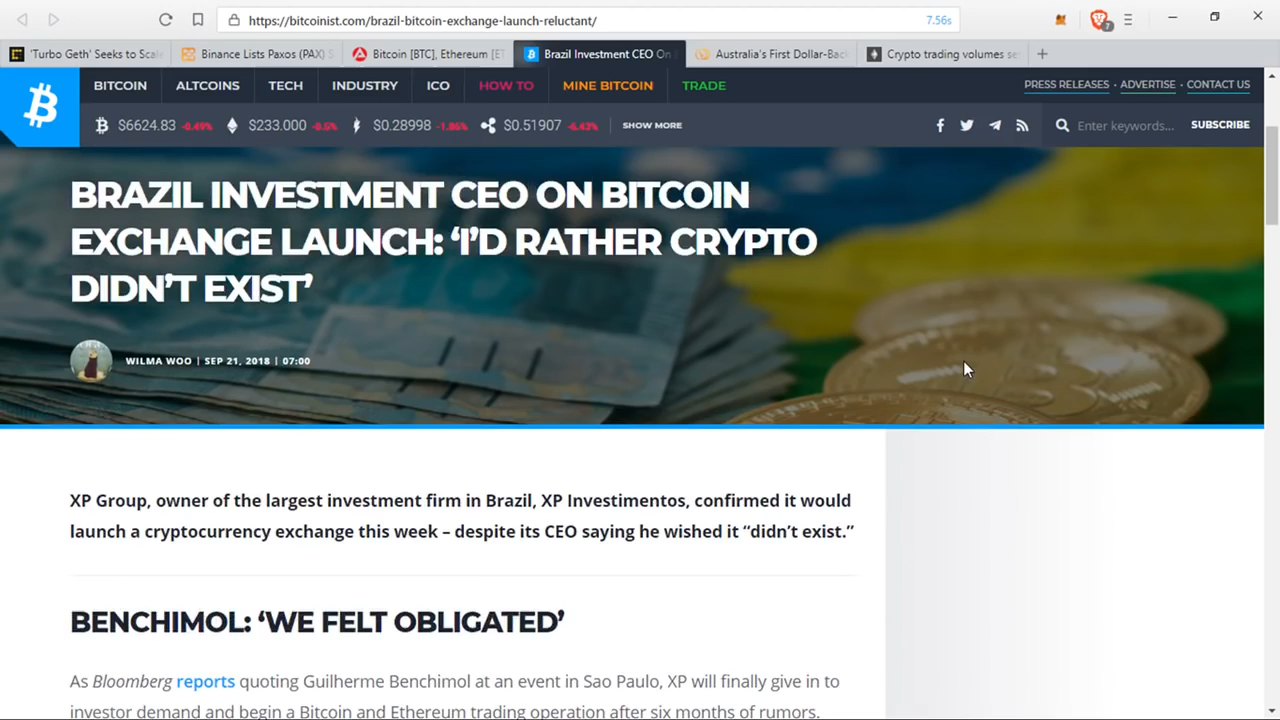 https://bitcoinist.com/brazil-bitcoin-exchange-launch-reluctant/
7.56s
7
'Turbo Geth' Seeks to Scale
Binance Lists Paxos (PAX) S
Bitcoin [BTC], Ethereum [ET
Brazil Investment CEO On
Australia's First Dollar-Back
Crypto trading volumes se
BITCOIN ALTCOINS TECH INDUSTRY ICO HOW TO MINE BITCOIN TRADE
PRESS RELEASES · ADVERTISE · CONTACT US
$6624.83 -0.49% $233.000 -0.5% $0.28998 -1.86% $0.51907 -6.43% SHOW MORE
Enter keywords... SUBSCRIBE
BRAZIL INVESTMENT CEO ON BITCOIN
EXCHANGE LAUNCH: ‘I’D RATHER CRYPTO
DIDN’T EXIST’
WILMA WOO | SEP 21, 2018 | 07:00
XP Group, owner of the largest investment firm in Brazil, XP Investimentos, confirmed it would
launch a cryptocurrency exchange this week – despite its CEO saying he wished it “didn’t exist.”
BENCHIMOL: ‘WE FELT OBLIGATED’
As Bloomberg reports quoting Guilherme Benchimol at an event in Sao Paulo, XP will finally give in to
investor demand and begin a Bitcoin and Ethereum trading operation after six months of rumors.